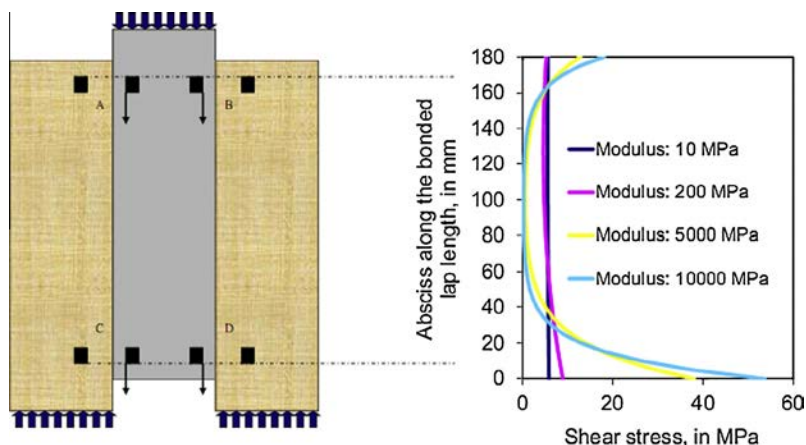 A
B
C
D
Absciss along the bonded
lap length, in mm
180
160
140
120
100
80
60
40
20
0
Modulus: 10 MPa
Modulus: 200 MPa
Modulus: 5000 MPa
Modulus: 10000 MPa
0
20
40
60
Shear stress, in MPa